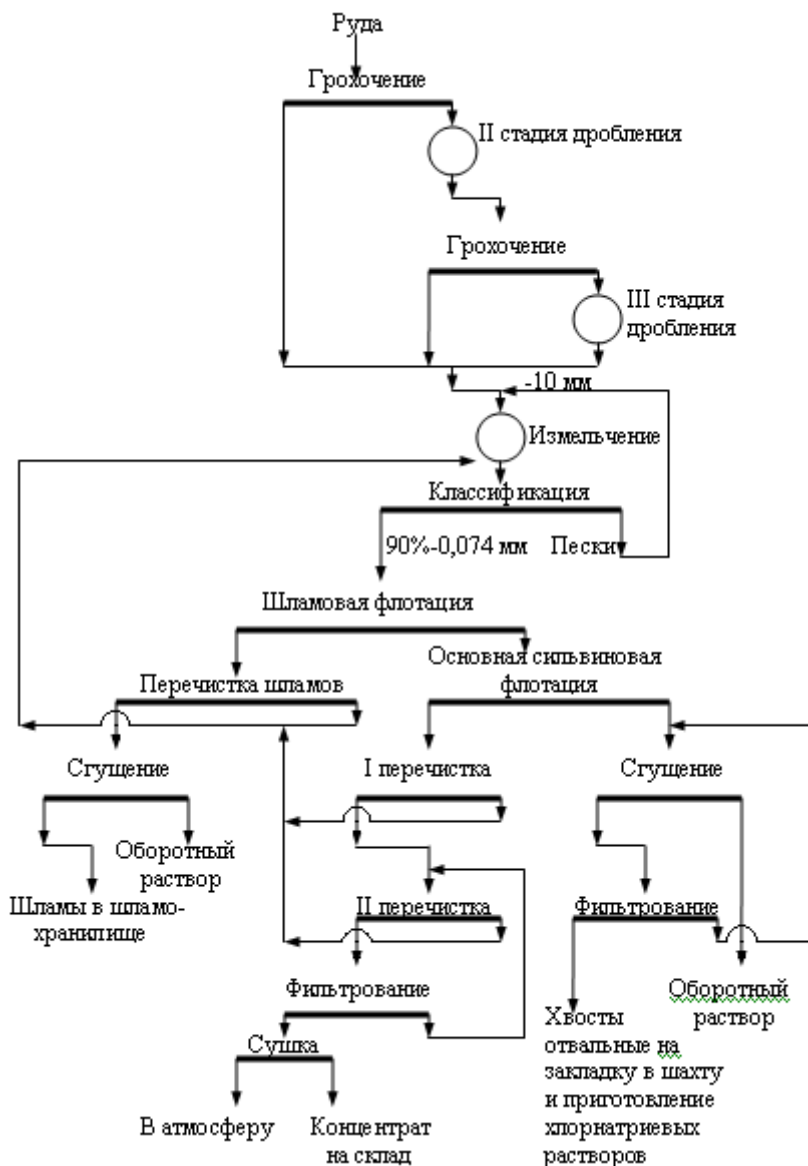 Руда
Грохочение
II стадия дробления
Грохочение
III стадия
дробления
-10 мм
Измельчение
Классификация
90%-0,074 мм
Пески
Шламовая флотация
Основная сильвиновая
флотация
Перечистка шламов
Сгущение
I перечистка
Сгущение
Оборотный
раствор
Шламы в шламо-
хранилище
II перечистка
Фильтрование
Фильтрование
Оборотный
раствор
Хвосты
отвальные на
закладку в шахту
и приготовление
хлорнатриевых
растворов
Сушка
В атмосферу
Концентрат
на склад